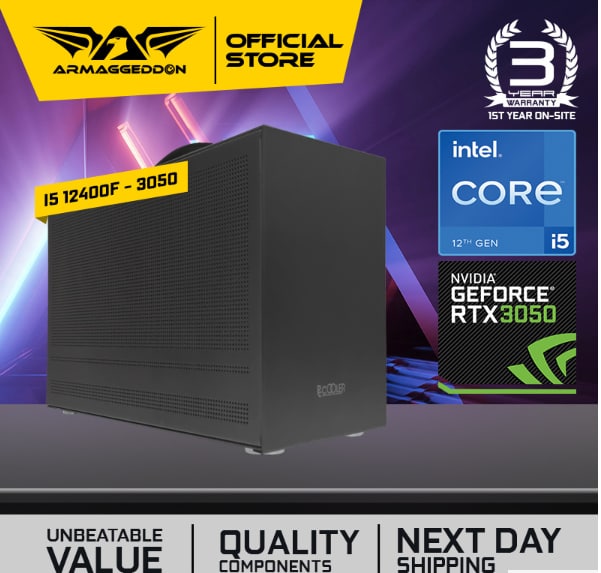 ARMAGGEDDON
OFFICIAL
STORE
3
YEAR
WARRANTY
1ST YEAR ON-SITE
I5 12400F - 3050
intel.
CORE
12TH GEN
i5
NVIDIA
GEFORCE®
RTX3050
PCCOOLER
UNBEATABLE
VALUE
QUALITY
COMPONENTS
NEXT DAY
SHIPPING